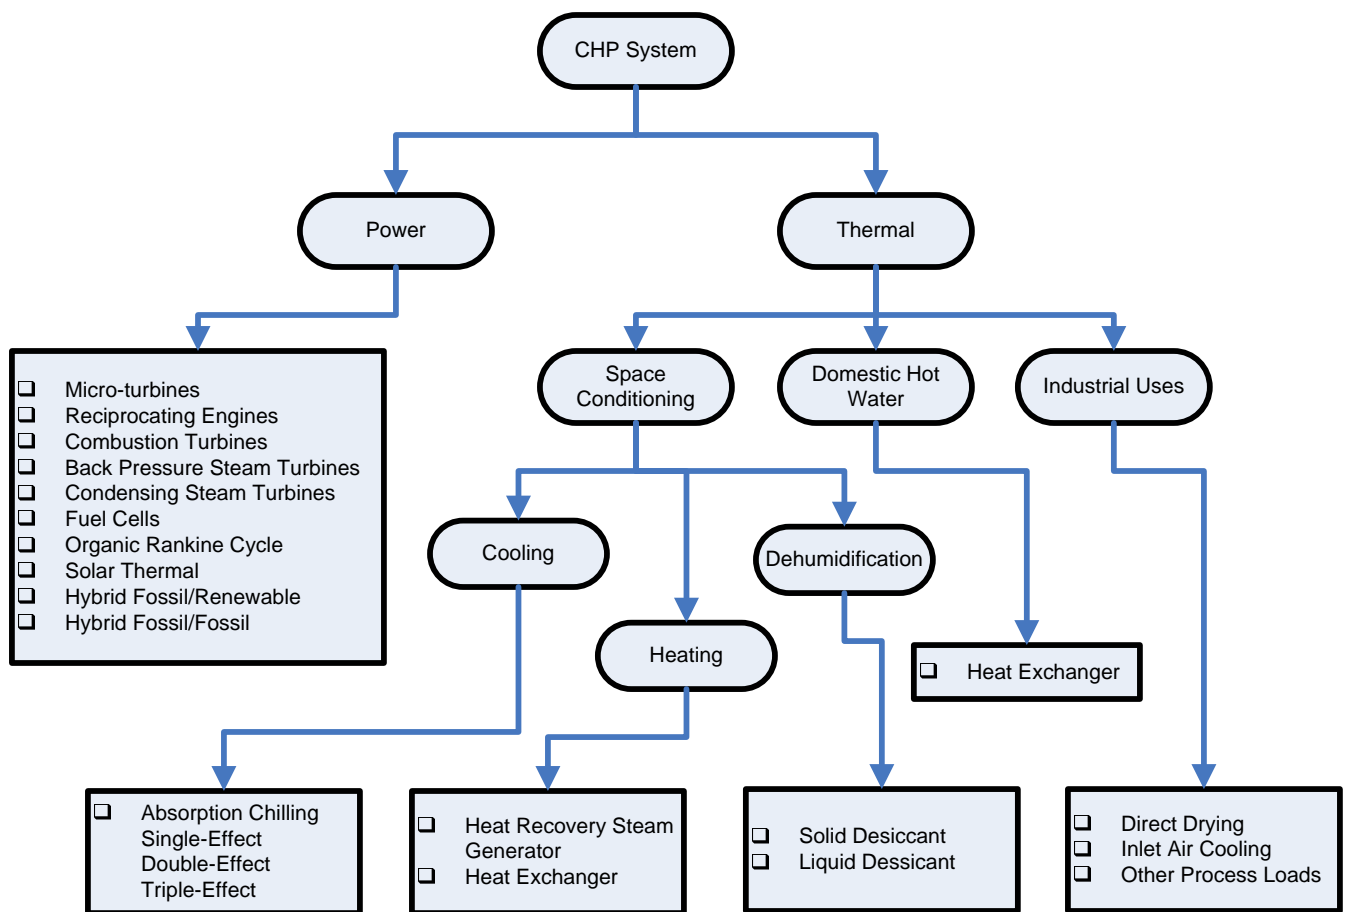 CHP System
Power
Thermal
Micro-turbines
Reciprocating Engines
Combustion Turbines
Back Pressure Steam Turbines
Condensing Steam Turbines
Fuel Cells
Organic Rankine Cycle
Solar Thermal
Hybrid Fossil/Renewable
Hybrid Fossil/Fossil
Space
Conditioning
Domestic Hot
Water
Industrial Uses
Cooling
Dehumidification
Heating
Heat Exchanger
Absorption Chilling
Single-Effect
Double-Effect
Triple-Effect
Heat Recovery Steam
Generator
Heat Exchanger
Solid Desiccant
Liquid Dessicant
Direct Drying
Inlet Air Cooling
Other Process Loads